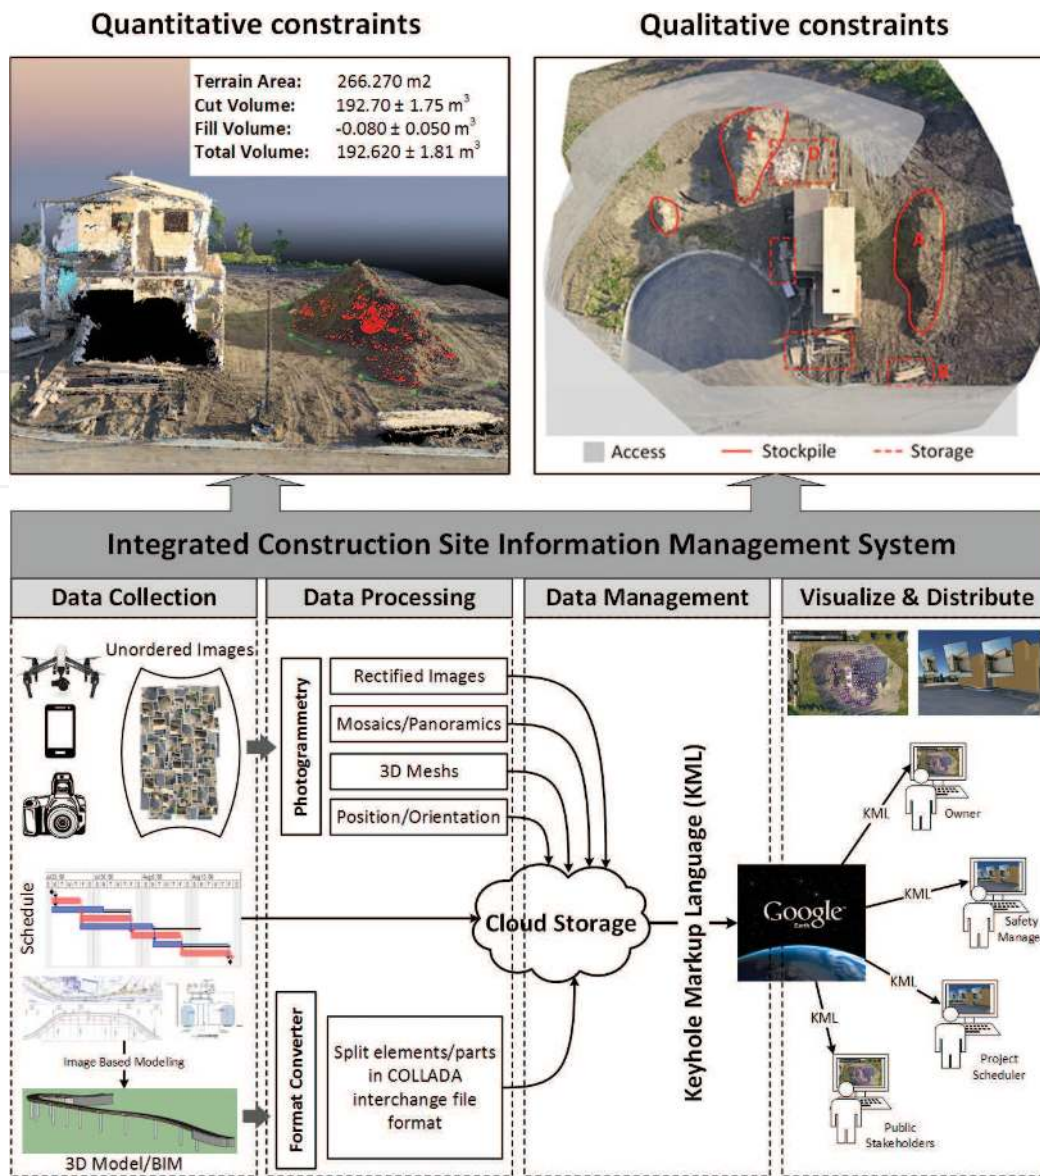 Quantitative constraints
Qualitative constraints
Terrain Area: 266.270 m2
Cut Volume: 192.70 ± 1.75 m³
Fill Volume: -0.080 ± 0.050 m³
Total Volume: 192.620 ± 1.81 m³
D
A
Access
Stockpile
Storage
Integrated Construction Site Information Management System
Data Collection
Data Processing
Data Management
Visualize & Distribute
Unordered Images
Photogrammetry
Rectified Images
Mosaics/Panoramics
3D Meshs
Position/Orientation
Schedule
Cloud Storage
Image Based Modeling
3D Model/BIM
Format Converter
Split elements/parts
in COLLADA
interchange file
format
Keyhole Markup Language (KML)
Google
Earth
KML
Owner
KML
Safety
Manage
KML
Project
Scheduler
KML
Public
Stakeholders